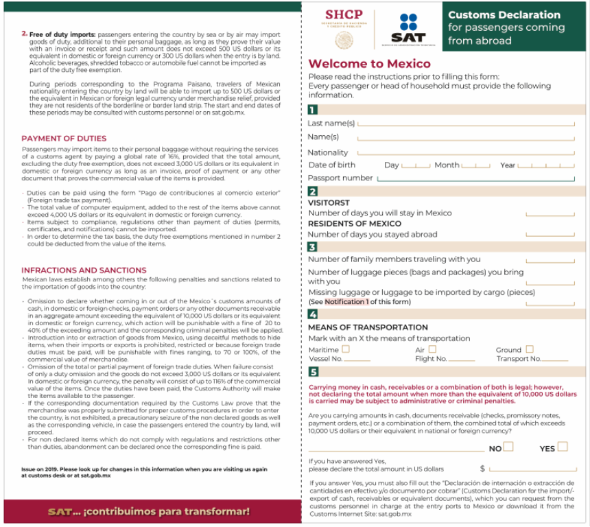 2. Free of duty imports: passengers entering the country by sea or by air may import
goods of duty, additional to their personal baggage, as long as they prove their value
with an invoice or receipt and such amount does not exceed 500 US dollars or its
equivalent in domestic or foreign currency or 300 US dollars when the entry is by land.
Alcoholic beverages, shredded tobacco or automobile fuel cannot be imported as
part of the duty free exemption.
During periods corresponding to the Programa Paisano, travelers of Mexican
nationality entering the country by land will be able to import up to 500 US dollars or
the equivalent in Mexican or foreign legal currency under merchandise relief, provided
they are not residents of the borderline or border land strip. The start and end dates of
these periods may be consulted with customs personnel or on sat.gob.mx.
PAYMENT OF DUTIES
Passengers may import items to their personal baggage without requiring the services
of a customs agent by paying a global rate of 16%, provided that the total amount,
excluding the duty free exemption, does not exceed 3,000 US dollars or its equivalent in
domestic or foreign currency as long as an invoice, proof of payment or any other
document that proves the commercial value of the items is provided.
- Duties can be paid using the form "Pago de contribuciones al comercio exterior"
(Foreign trade tax payment).
- The total value of computer equipment, added to the rest of the items above cannot
exceed 4,000 US dollars or its equivalent in domestic or foreign currency.
- Items subject to compliance, regulations other than payment of duties (permits,
certificates, and notifications) cannot be imported.
- In order to determine the tax basis, the duty free exemptions mentioned in number 2
could be deducted from the value of the items.
INFRACTIONS AND SANCTIONS
Mexican laws establish among others the following penalties and sanctions related to
the importation of goods into the country:
- Omission to declare whether coming in or out of the Mexico´s customs amounts of
cash, in domestic or foreign checks, payment orders or any other documents receivable
in an aggregate amount exceeding the equivalent of 10,000 US dollars or its equivalent
in domestic or foreign currency, which action will be punishable with a fine of 20 to
40% of the exceeding amount and the corresponding criminal penalties will be applied.
- Introduction into or extraction of goods from Mexico, using deceitful methods to hide
items, when their imports or exports is prohibited, restricted or because foreign trade
duties must be paid, will be punishable with fines ranging, to 70 or 100%, of the
commercial value of merchandise.
- Omission of the total or partial payment of foreign trade duties. When failure consist
of only a duty omission and the goods do not exceed 3,000 US dollars or its equivalent
in domestic or foreign currency, the penalty will consist of up to 116% of the commercial
value of the items. Once the duties have been paid, the Customs Authority will make
the items available to the passenger.
- If the corresponding documentation required by the Customs Law prove that the
merchandise was properly submitted for proper customs procedures in order to enter
the country, is not exhibited, a precautionary seizure of the non declared goods as well
as the corresponding vehicle, in case the passengers entered the country by land, will
proceed.
- For non declared items which do not comply with regulations and restrictions other
than duties, abandonment can be declared once the corresponding fine is paid.
Issue on 2019. Please look up for changes in this information when you are visiting us again
at customs desk or at sat.gob.mx
SAT... ¡contribuimos para transformar!
SHCP
SAT
Customs Declaration
for passengers coming
from abroad
Welcome to Mexico
Please read the instructions prior to filling this form:
Every passenger or head of household must provide the following
information.
1
Last name(s)
Name(s)
Nationality
Date of birth Day Month Year
Passport number
2
VISITORST
Number of days you will stay in Mexico
RESIDENTS OF MEXICO
Number of days you stayed abroad
3
Number of family members traveling with you
Number of luggage pieces (bags and packages) you bring
with you
Missing luggage or luggage to be imported by cargo (pieces)
(See Notification 1 of this form)
4
MEANS OF TRANSPORTATION
Mark with an X the means of transportation
Maritime Air Ground
Vessel No. Flight No. Transport No.
5
Carrying money in cash, receivables or a combination of both is legal; however,
not declaring the total amount when more than the equivalent of 10,000 US dollars
is carried may be subject to administrative or criminal penalties.
Are you carrying amounts in cash, documents receivable (checks, promissory notes,
payment orders, etc.) or a combination of them, the combined total of which exceeds
10,000 US dollars or their equivalent in national or foreign currency?
NO YES
If you have answered Yes,
please declare the total amount in US dollars $
If you answer Yes, you must also fill out the "Declaración de internación o extracción de
cantidades en efectivo y/o documento por cobrar" (Customs Declaration for the import/-
export of cash, receivables or equivalent documents), which you can request from the
customs personnel in charge at the entry ports to Mexico or download it from the
Customs Internet Site: sat.gob.mx